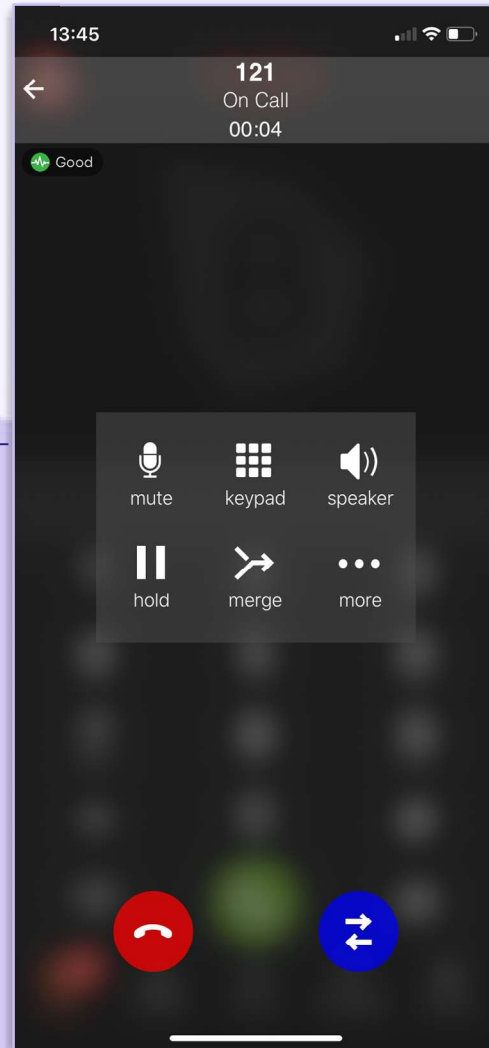 13:45
121
On Call
00:04
Good
mute keypad speaker
hold merge more